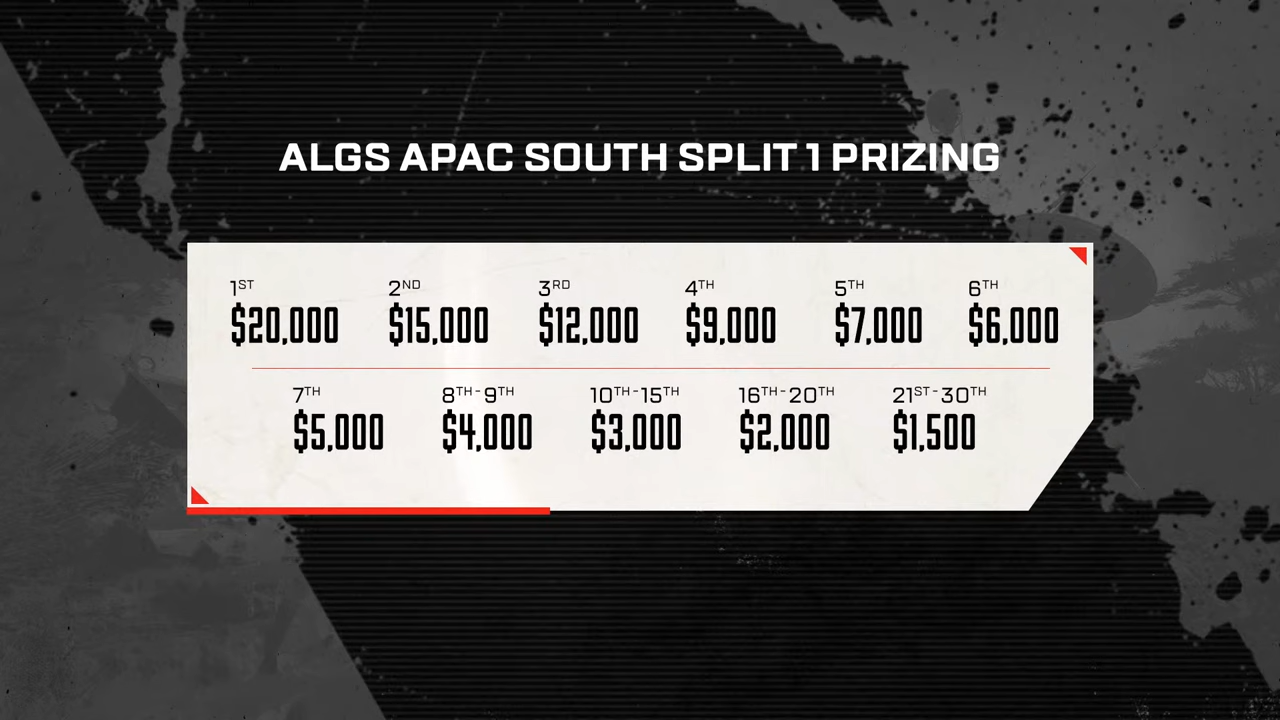 ALGS APAC SOUTH SPLIT 1 PRIZING
1ST 2ND 3RD 4TH 5TH 6TH
$20,000 $15,000 $12,000 $9,000 $7,000 $6,000
7TH 8TH-9TH 10TH-15TH 16TH-20TH 21ST-30TH
$5,000 $4,000 $3,000 $2,000 $1,500